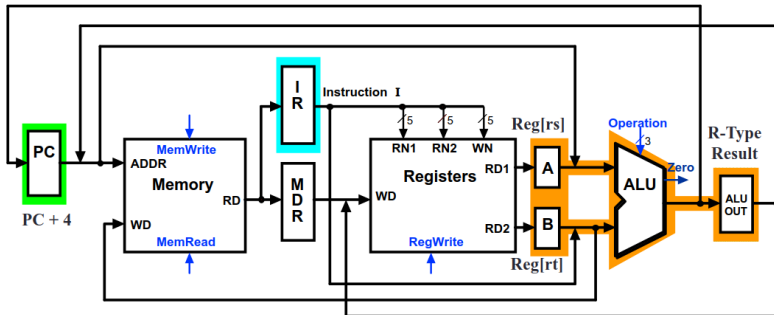 PC
PC + 4
MemWrite
ADDR
Memory
RD
WD
MemRead
I
R
Instruction I
M
D
R
5
5
5
RN1 RN2 WN
RD1
Registers
WD
RD2
RegWrite
Reg[rs]
A
B
Reg[rt]
Operation
3
ALU
Zero
R-Type
Result
ALU
OUT